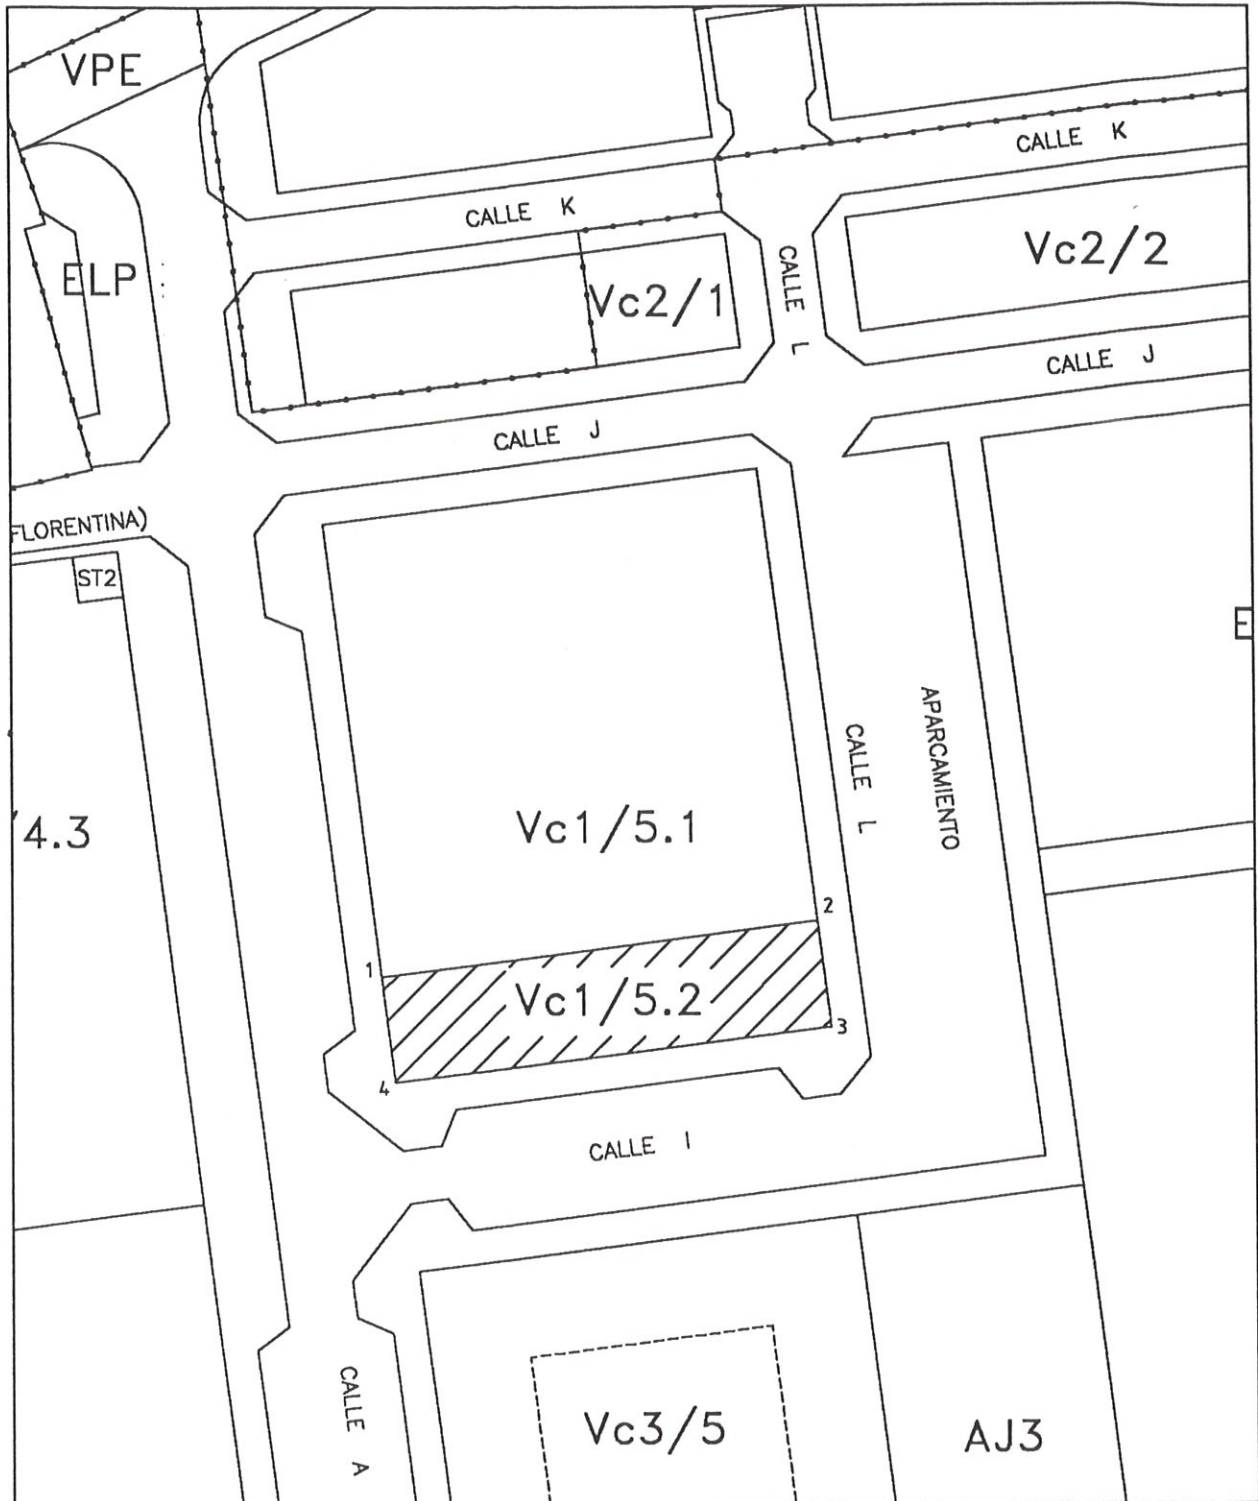 VPE
CALLE K
CALLE K
ELP
Vc2/1
CALLE L
Vc2/2
CALLE J
CALLE J
FLORENTINA)
ST2
E
APARCAMIENTO
CALLE L
/4.3
Vc1/5.1
2
1
Vc1/5.2
3
4
CALLE I
CALLE A
Vc3/5
AJ3